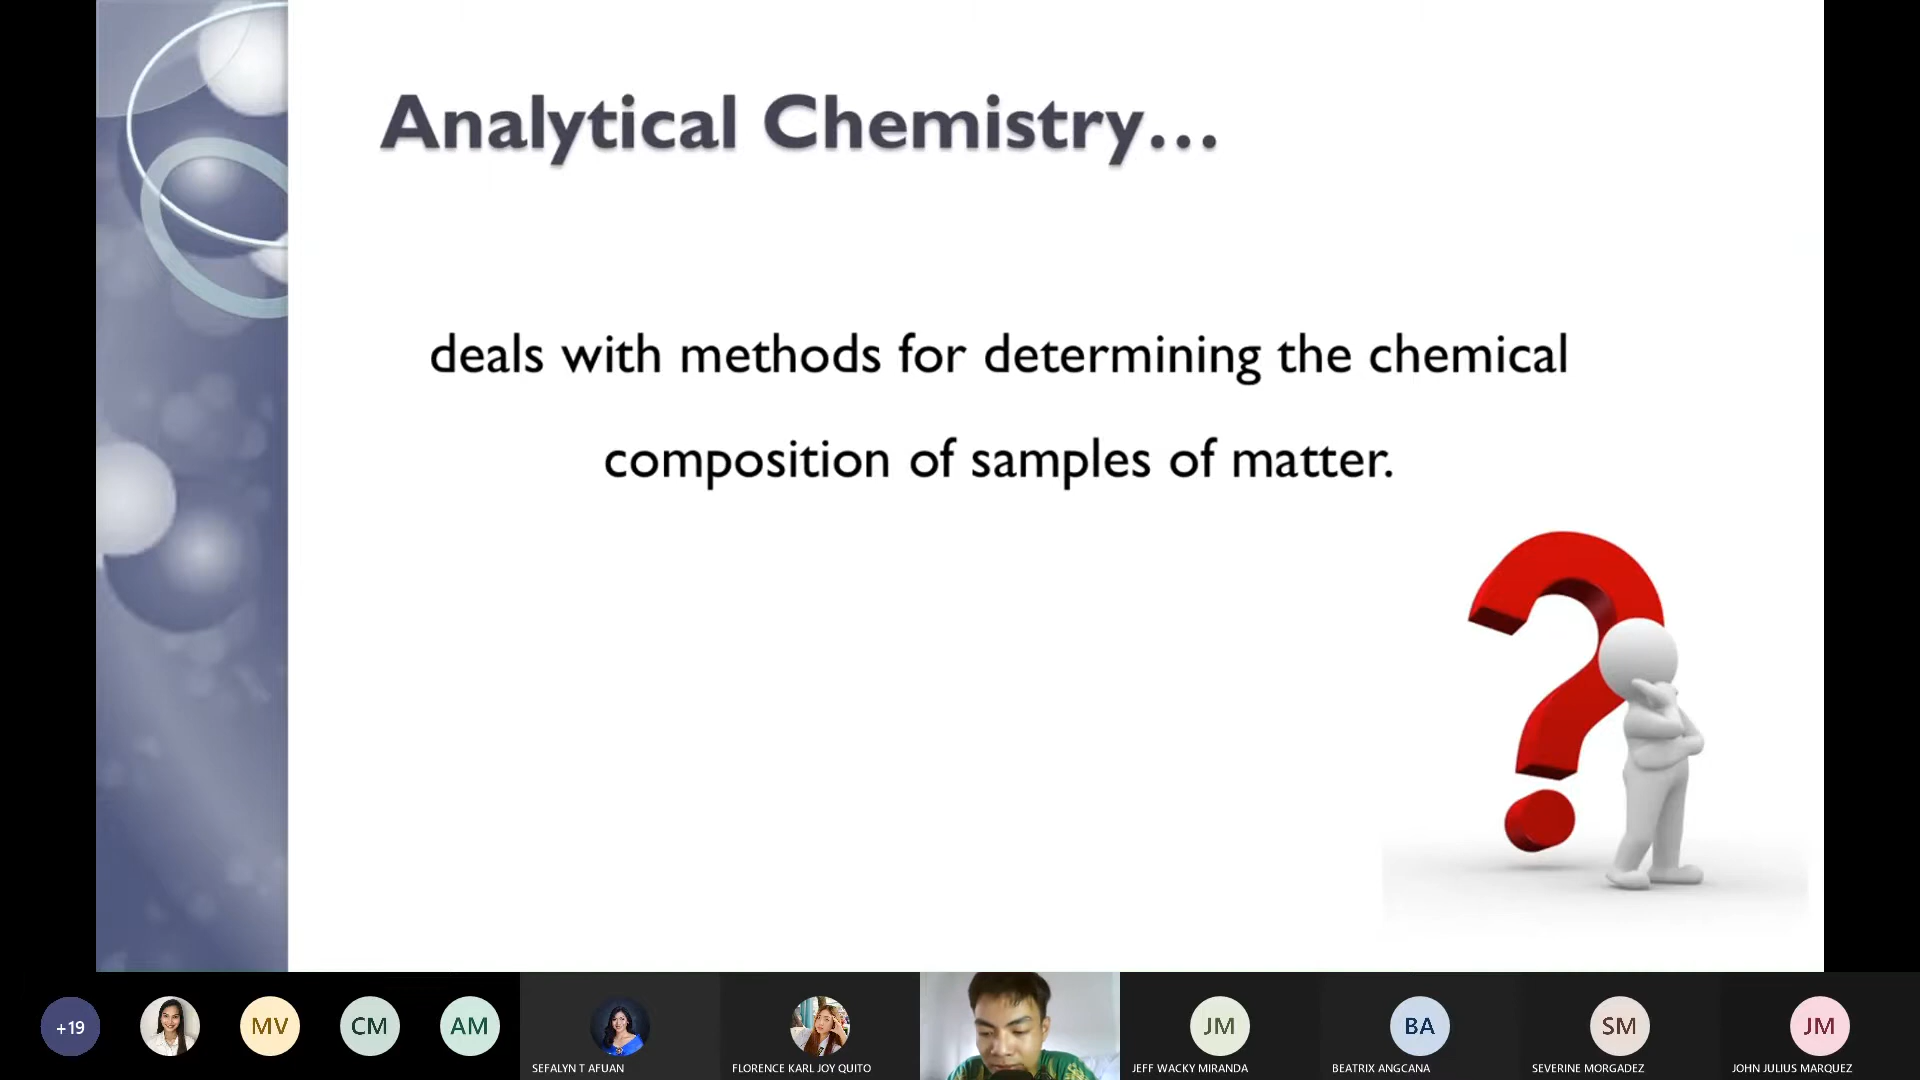 Analytical Chemistry...
deals with methods for determining the chemical
composition of samples of matter.
+19
MV
CM
AM
SEFALYN T AFUAN
FLORENCE KARL JOY QUITO
JM
JEFF WACKY MIRANDA
BA
BEATRIX ANGCANA
SM
SEVERINE MORGADEZ
JM
JOHN JULIUS MARQUEZ